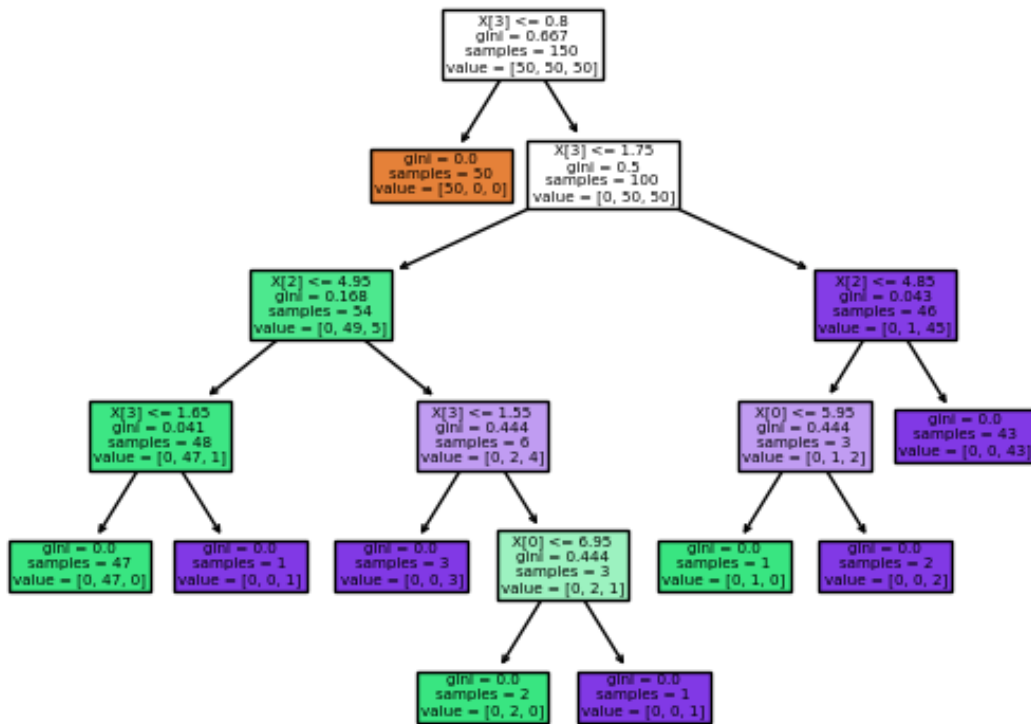 X[3] <= 0.8
gini = 0.667
samples = 150
value = [50, 50, 50]
gini = 0.0
samples = 50
value = [50, 0, 0]
X[3] <= 1.75
gini = 0.5
samples = 100
value = [0, 50, 50]
X[2] <= 4.95
gini = 0.168
samples = 54
value = [0, 49, 5]
X[2] <= 4.85
gini = 0.043
samples = 46
value = [0, 1, 45]
X[3] <= 1.65
gini = 0.041
samples = 48
value = [0, 47, 1]
X[3] <= 1.55
gini = 0.444
samples = 6
value = [0, 2, 4]
X[0] <= 5.95
gini = 0.444
samples = 3
value = [0, 1, 2]
gini = 0.0
samples = 43
value = [0, 0, 43]
gini = 0.0
samples = 47
value = [0, 47, 0]
gini = 0.0
samples = 1
value = [0, 0, 1]
gini = 0.0
samples = 3
value = [0, 0, 3]
X[0] <= 6.95
gini = 0.444
samples = 3
value = [0, 2, 1]
gini = 0.0
samples = 1
value = [0, 1, 0]
gini = 0.0
samples = 2
value = [0, 0, 2]
gini = 0.0
samples = 2
value = [0, 2, 0]
gini = 0.0
samples = 1
value = [0, 0, 1]